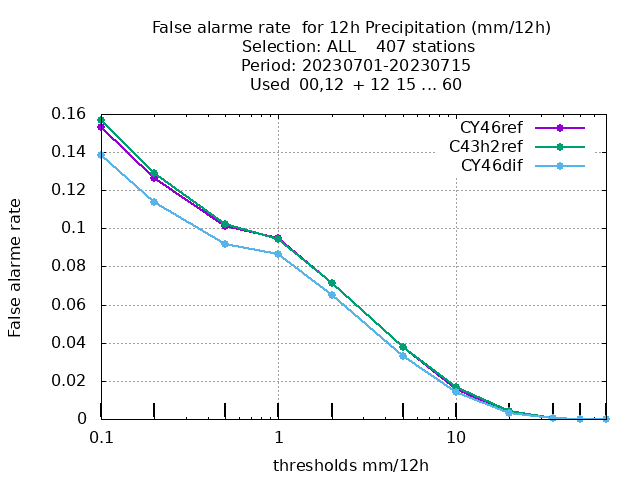 False alarme rate  for 12h Precipitation (mm/12h)
Selection: ALL    407 stations
Period: 20230701-20230715
Used  00,12  + 12 15 ... 60
CY46ref
C43h2ref
CY46dif
0.16
0.14
0.12
0.1
0.08
0.06
0.04
0.02
0
False alarme rate
0.1
1
10
thresholds mm/12h